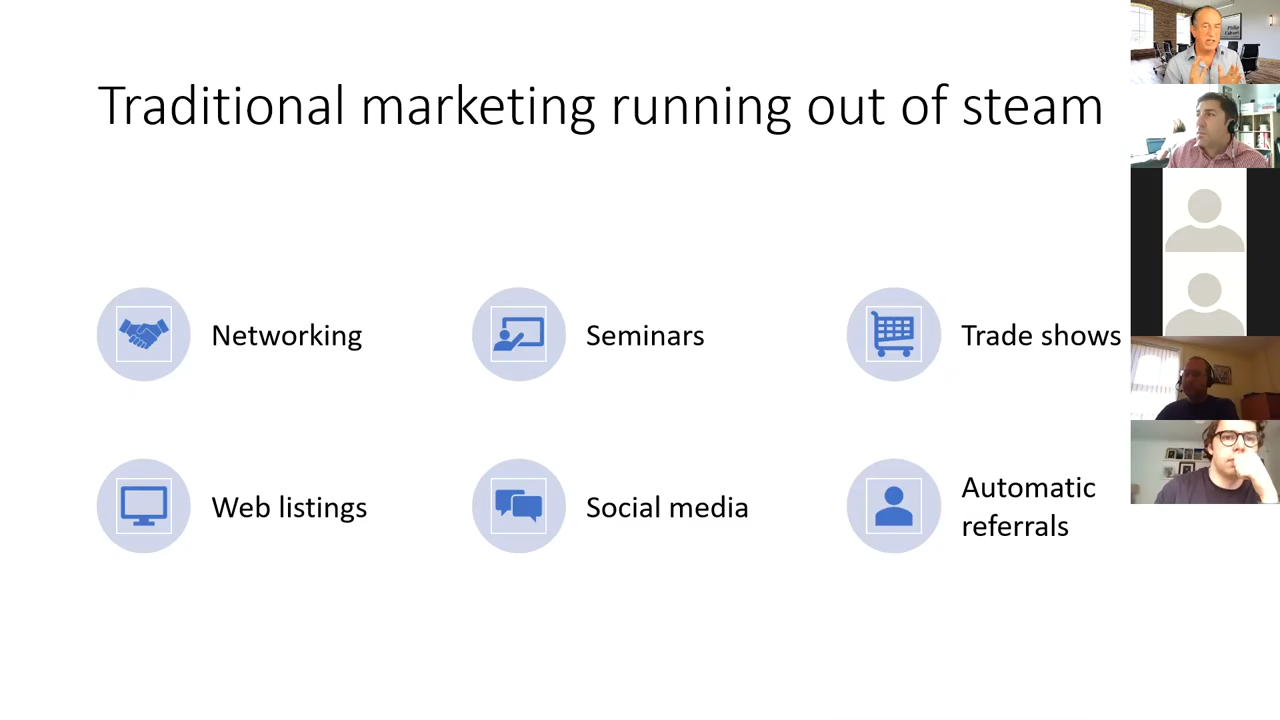 Traditional marketing running out of steam
Networking
Seminars
Trade shows
Web listings
Social media
Automatic
referrals